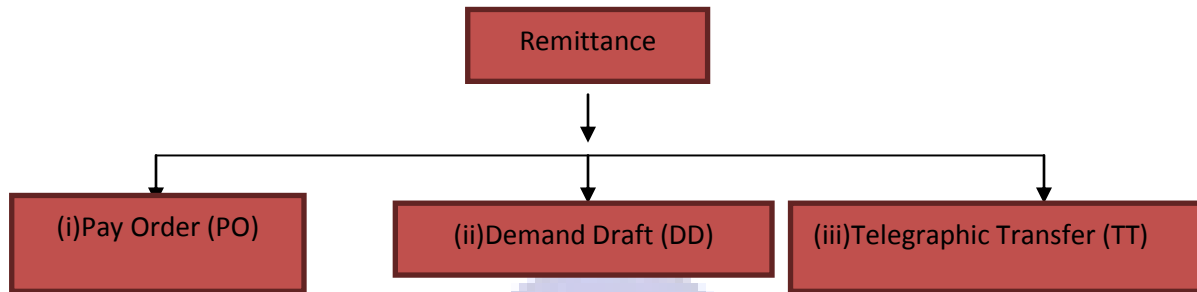 Remittance
(i)Pay Order (PO)
(ii)Demand Draft (DD)
(iii)Telegraphic Transfer (TT)